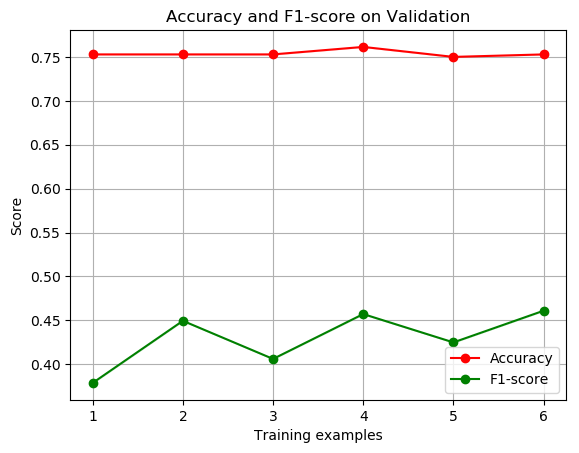 Accuracy and F1-score on Validation
0.75
0.70
0.65
0.60
0.55
0.50
0.45
0.40
Score
Accuracy
F1-score
1 2 3 4 5 6
Training examples